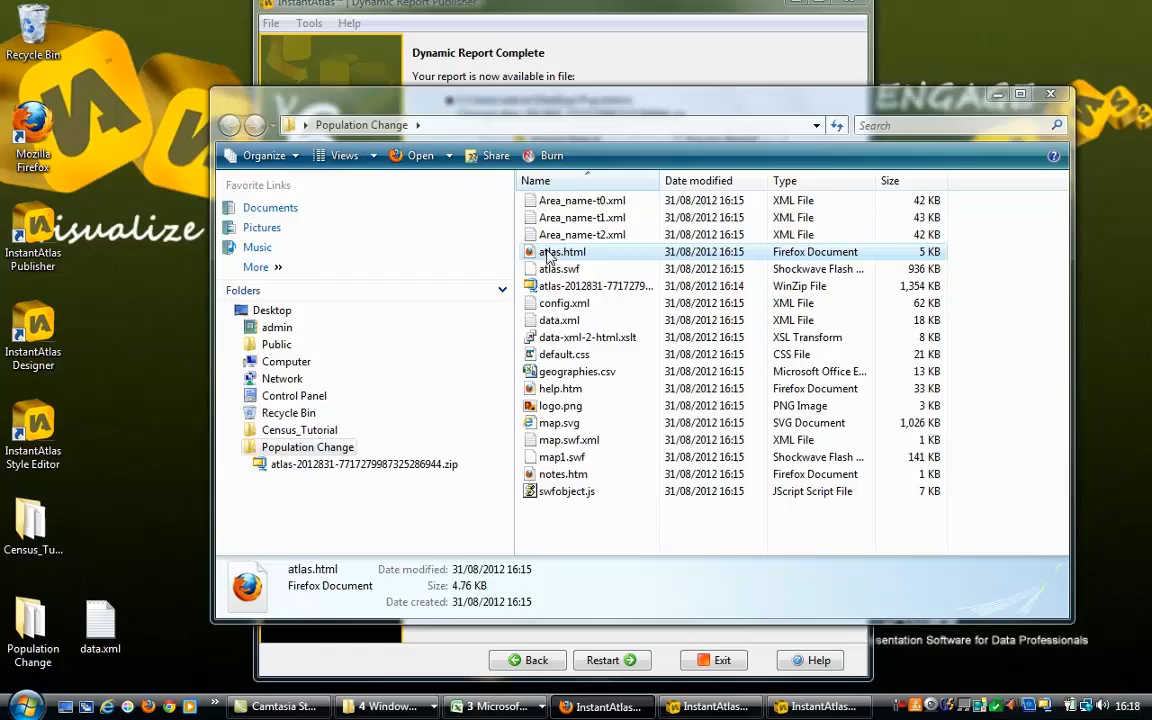 InstantAtlas™ | Dynamic Report Publisher
File Tools Help
Dynamic Report Complete
Your report is now available in file:
Recycle Bin
Mozilla
Firefox
InstantAtlas
Publisher
InstantAtlas
Designer
InstantAtlas
Style Editor
Census_Tu...
Population
Change
data.xml
visualize
ENGAGE
Population Change
Search
Organize Views Open Share Burn
Favorite Links
Documents
Pictures
Music
More »
Folders
Desktop
admin
Public
Computer
Network
Control Panel
Recycle Bin
Census_Tutorial
Population Change
atlas-2012831-7717279987325286944.zip
Name Date modified Type Size
Area_name-t0.xml 31/08/2012 16:15 XML File 42 KB
Area_name-t1.xml 31/08/2012 16:15 XML File 43 KB
Area_name-t2.xml 31/08/2012 16:15 XML File 42 KB
atlas.html 31/08/2012 16:15 Firefox Document 5 KB
atlas.swf 31/08/2012 16:15 Shockwave Flash ... 936 KB
atlas-2012831-7717279... 31/08/2012 16:14 WinZip File 1,354 KB
config.xml 31/08/2012 16:15 XML File 62 KB
data.xml 31/08/2012 16:15 XML File 18 KB
data-xml-2-html.xslt 31/08/2012 16:15 XSL Transform 8 KB
default.css 31/08/2012 16:15 CSS File 21 KB
geographies.csv 31/08/2012 16:15 Microsoft Office E... 13 KB
help.htm 31/08/2012 16:15 Firefox Document 33 KB
logo.png 31/08/2012 16:15 PNG Image 3 KB
map.svg 31/08/2012 16:15 SVG Document 1,026 KB
map.swf.xml 31/08/2012 16:15 XML File 1 KB
map1.swf 31/08/2012 16:15 Shockwave Flash ... 141 KB
notes.htm 31/08/2012 16:15 Firefox Document 1 KB
swfobject.js 31/08/2012 16:15 JScript Script File 7 KB
atlas.html Date modified: 31/08/2012 16:15
Firefox Document Size: 4.76 KB
Date created: 31/08/2012 16:15
esentation Software for Data Professionals
Back Restart Exit Help
Camtasia St... 4 Window... 3 Microsof... InstantAtlas... InstantAtlas... InstantAtlas... 16:18